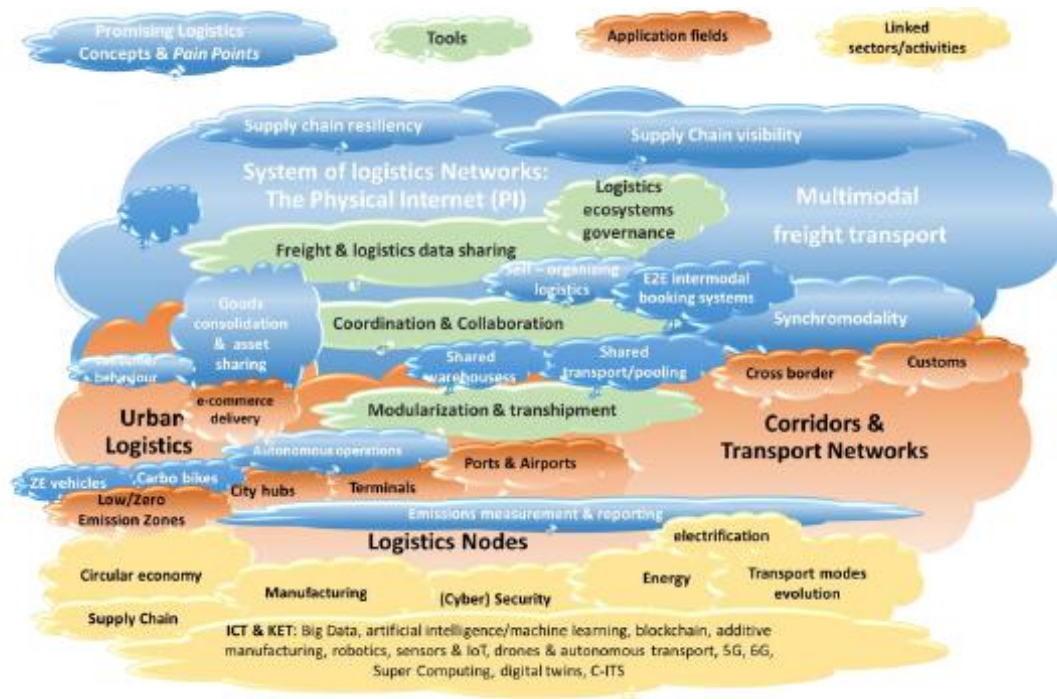 Promising Logistics
Concepts & Pain Points
Tools
Application fields
Linked
sectors/activities
Supply chain resiliency
Supply Chain visibility
System of logistics Networks:
The Physical Internet (PI)
Logistics
ecosystems
governance
Multimodal
freight transport
Freight & logistics data sharing
Self – organizing
logistics
E2E intermodal
booking systems
Goods
consolidation
& asset
sharing
Coordination & Collaboration
Synchromodality
behaviour
Shared
warehousess
Shared
transport/pooling
Cross border
Customs
e-commerce
delivery
Modularization & transhipment
Urban
Logistics
Corridors &
Transport Networks
Autonomous operations
Ports & Airports
ZE vehicles
Carbo bikes
City hubs
Terminals
Low/Zero
Emission Zones
Emissions measurement & reporting
Logistics Nodes
electrification
Circular economy
Manufacturing
(Cyber) Security
Energy
Transport modes
evolution
Supply Chain
ICT & KET: Big Data, artificial intelligence/machine learning, blockchain, additive
manufacturing, robotics, sensors & IoT, drones & autonomous transport, 5G, 6G,
Super Computing, digital twins, C-ITS